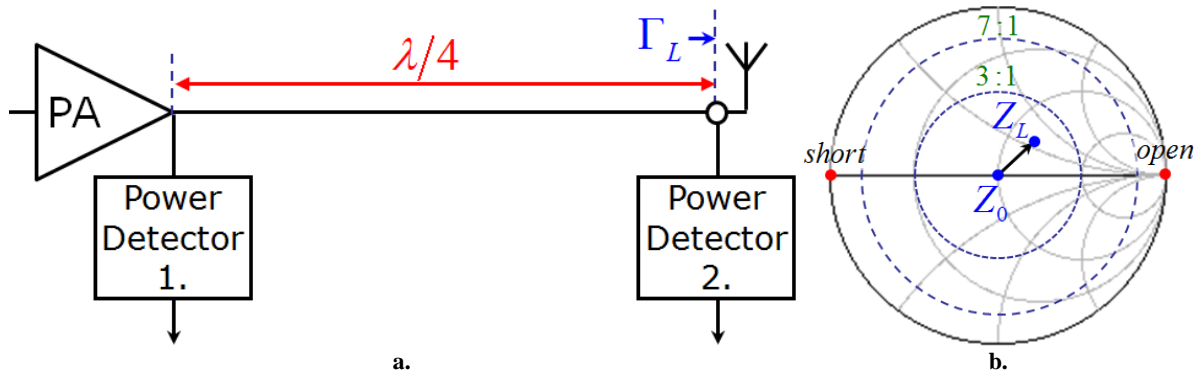 PA
λ/4
Γ_L
Power
Detector
1.
Power
Detector
2.
a.
7:1
3:1
Z_L
short
open
Z_0
b.